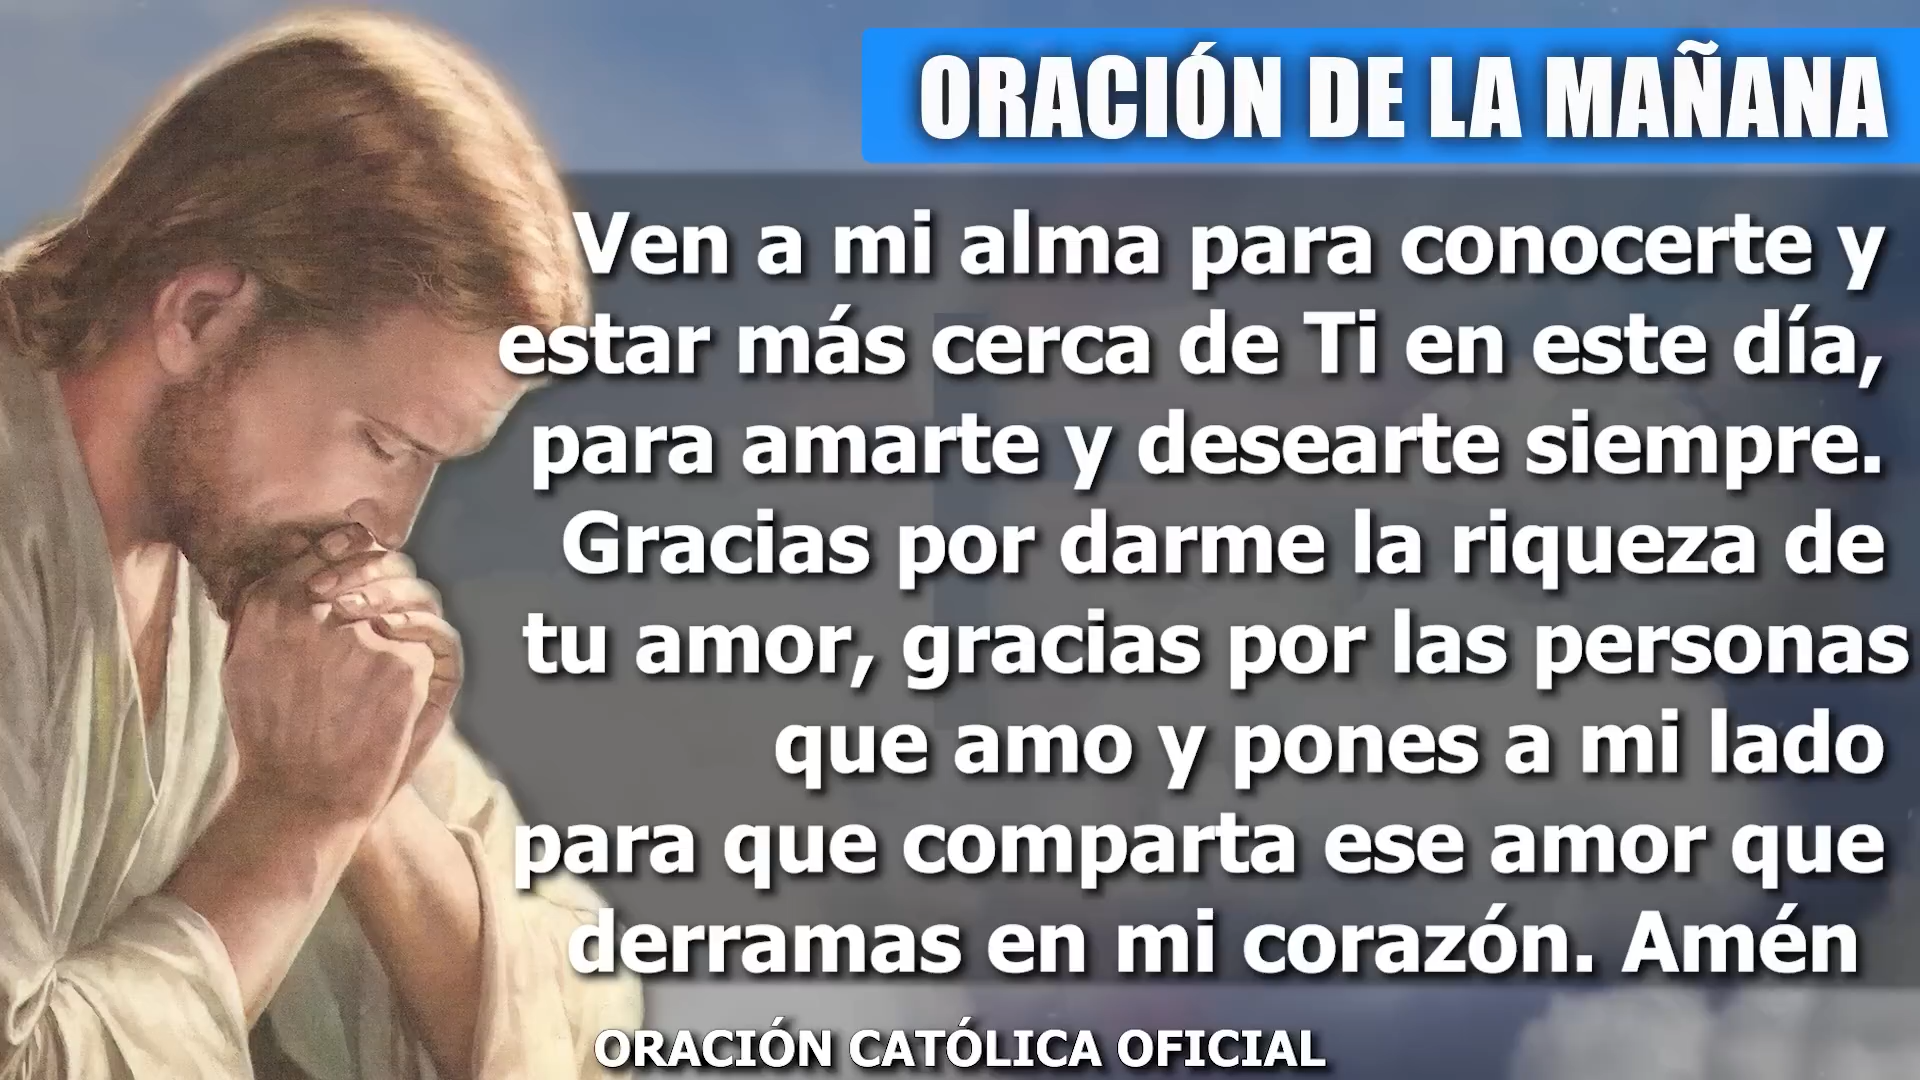 ORACIÓN DE LA MAÑANA
Ven a mi alma para conocerte y
estar más cerca de Ti en este día,
para amarte y desearte siempre.
Gracias por darme la riqueza de
tu amor, gracias por las personas
que amo y pones a mi lado
para que comparta ese amor que
derramas en mi corazón. Amén
ORACIÓN CATÓLICA OFICIAL